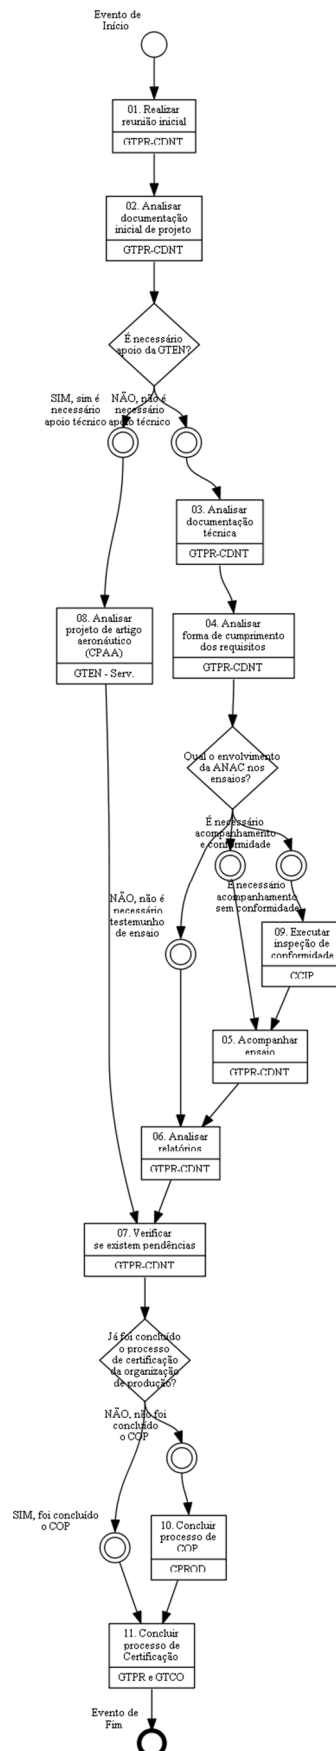 Evento de
Início
01. Realizar
reunião inicial
GTPR-CDNT
02. Analisar
documentação
inicial de projeto
GTPR-CDNT
É necessário
apoio da GTEN?
SIM, sim é
necessário
apoio técnico
NÃO, não é
necessário
apoio técnico
03. Analisar
documentação
técnica
GTPR-CDNT
08. Analisar
projeto de artigo
aeronáutico
(CPAA)
GTEN - Serv.
04. Analisar
forma de cumprimento
dos requisitos
GTPR-CDNT
Qual o envolvimento
da ANAC nos
ensaios?
É necessário
acompanhamento
e conformidade
É necessário
acompanhamento
sem conformidade
NÃO, não é
necessário
testemunho
de ensaio
09. Executar
inspeção de
conformidade
CCIP
05. Acompanhar
ensaio
GTPR-CDNT
06. Analisar
relatórios
GTPR-CDNT
07. Verificar
se existem pendências
GTPR-CDNT
Já foi concluído
o processo
de certificação
da organização
de produção?
NÃO, não foi
concluído
o COP
SIM, foi concluído
o COP
10. Concluir
processo de
COP
CPROD
11. Concluir
processo de
Certificação
GTPR e GTCO
Evento de
Fim